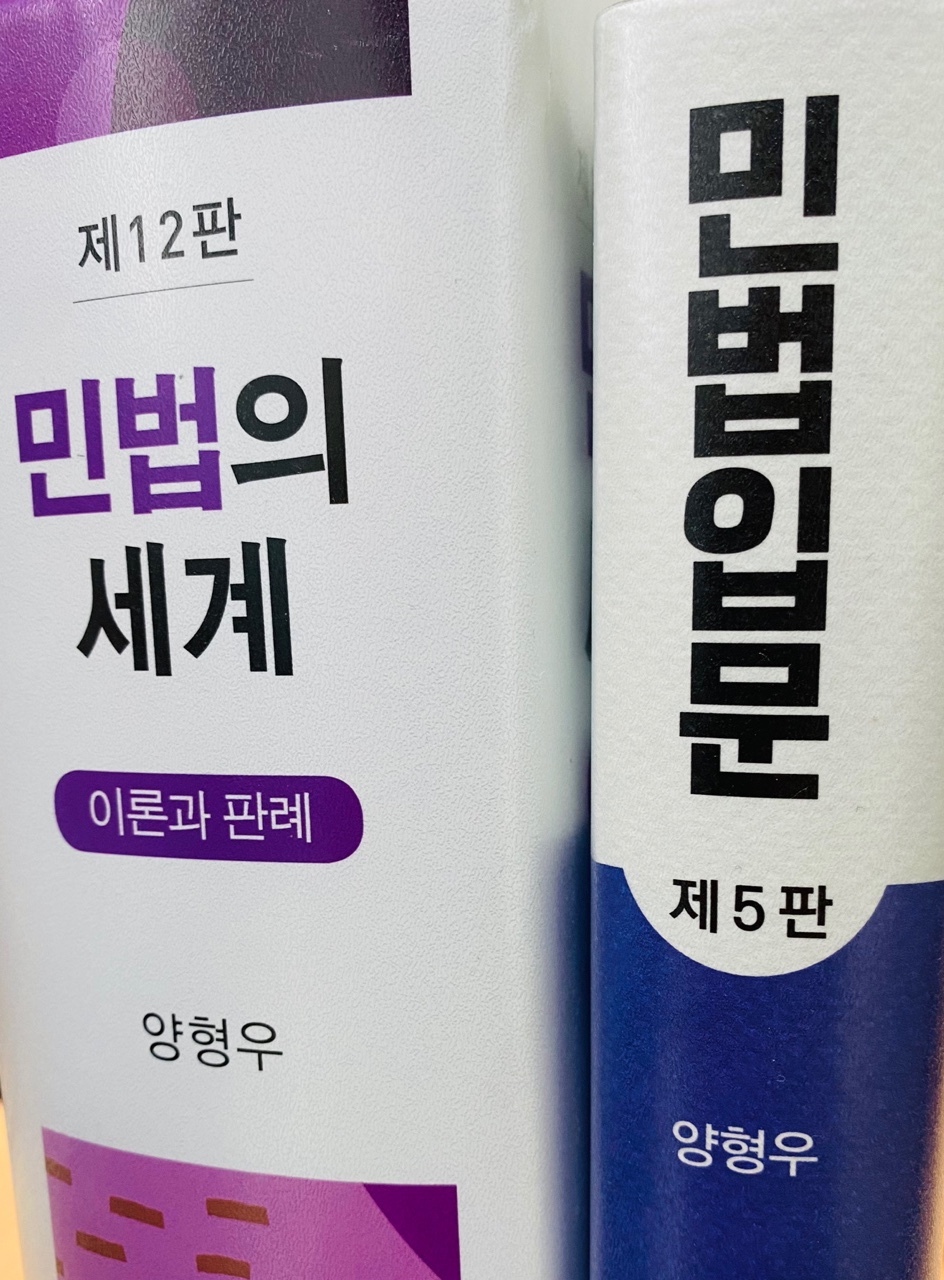 제12판
민법의
세계
이론과 판례
양형우
민법입문
제5판
양형우